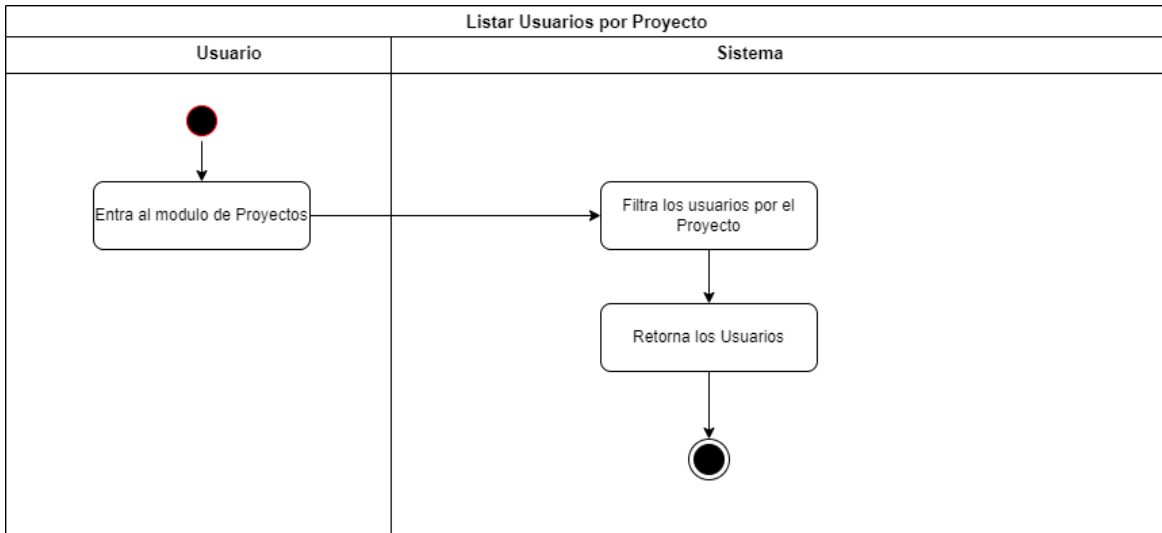 Listar Usuarios por Proyecto
Usuario
Sistema
Entra al modulo de Proyectos
Filtra los usuarios por el
Proyecto
Retorna los Usuarios